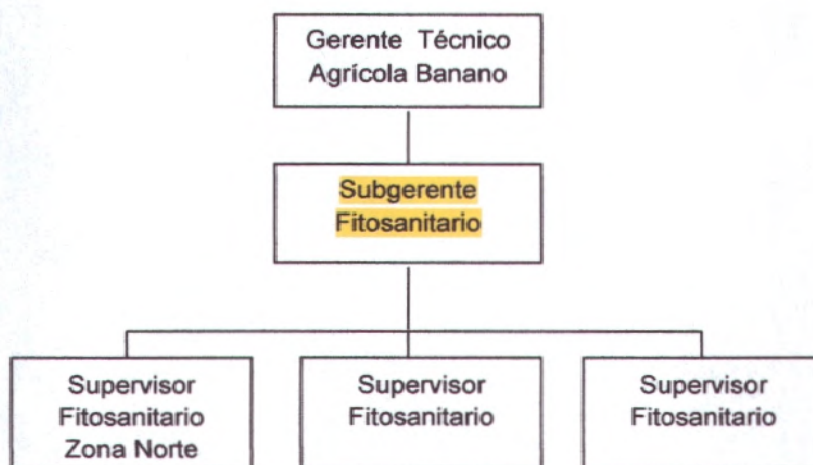 Gerente Técnico
Agrícola Banano
Subgerente
Fitosanitario
Supervisor
Fitosanitario
Zona Norte
Supervisor
Fitosanitario
Supervisor
Fitosanitario